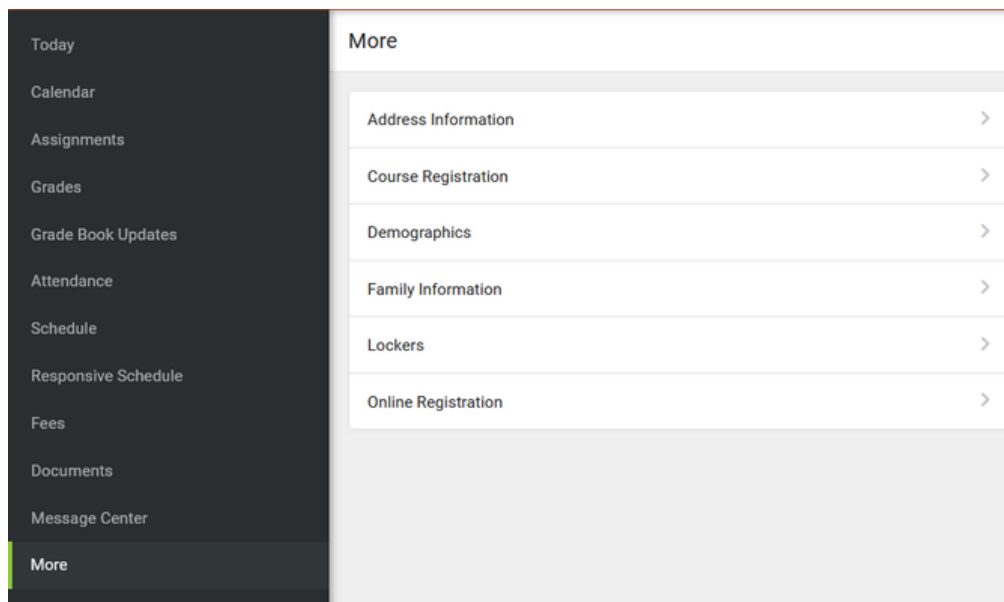 Today
Calendar
Assignments
Grades
Grade Book Updates
Attendance
Schedule
Responsive Schedule
Fees
Documents
Message Center
More
More
Address Information
Course Registration
Demographics
Family Information
Lockers
Online Registration